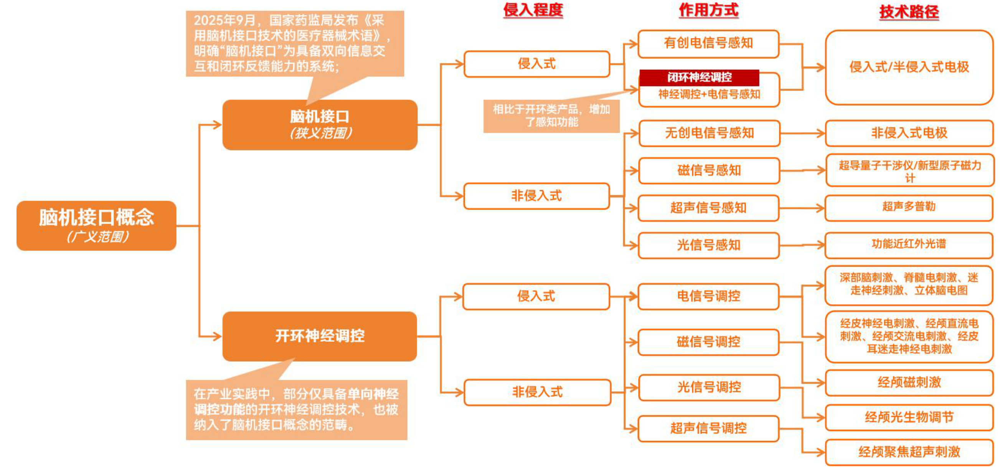 侵入程度
作用方式
技术路径
2025年9月，国家药监局发布《采
用脑机接口技术的医疗器械术语》，
明确“脑机接口”为具备双向信息交
互和闭环反馈能力的系统；
脑机接口概念
（广义范围）
脑机接口
（狭义范围）
侵入式
有创电信号感知
闭环神经调控
神经调控+电信号感知
侵入式/半侵入式电极
相比于开环类产品，增加
了感知功能
非侵入式
无创电信号感知
非侵入式电极
磁信号感知
超导量子干涉仪/新型原子磁力
计
超声信号感知
超声多普勒
光信号感知
功能近红外光谱
开环神经调控
在产业实践中，部分仅具备单向神经
调控功能的开环神经调控技术，也被
纳入了脑机接口概念的范畴。
侵入式
非侵入式
电信号调控
深部脑刺激、脊髓电刺激、迷
走神经刺激、立体脑电图
经皮神经电刺激、经颅直流电
刺激、经颅交流电刺激、经皮
耳迷走神经电刺激
磁信号调控
经颅磁刺激
光信号调控
经颅光生物调节
超声信号调控
经颅聚焦超声刺激